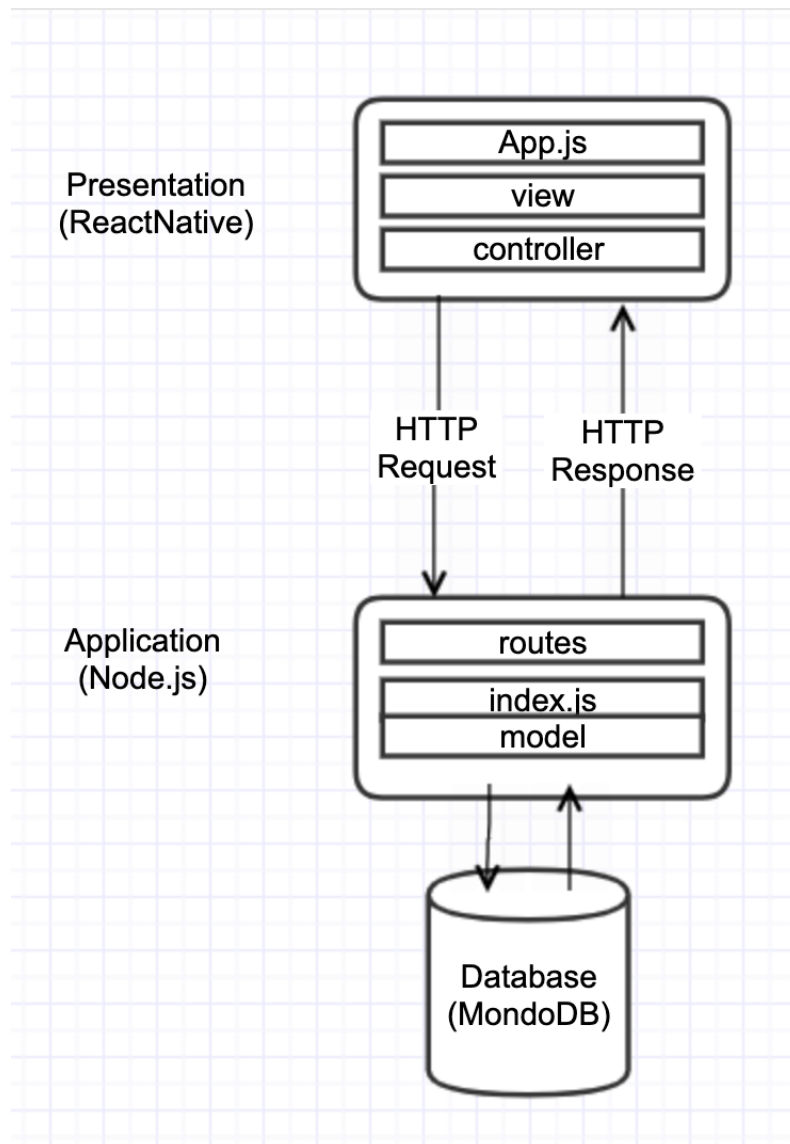 App.js
Presentation
(ReactNative)
view
controller
HTTP
Request
HTTP
Response
Application
(Node.js)
routes
index.js
model
Database
(MondoDB)